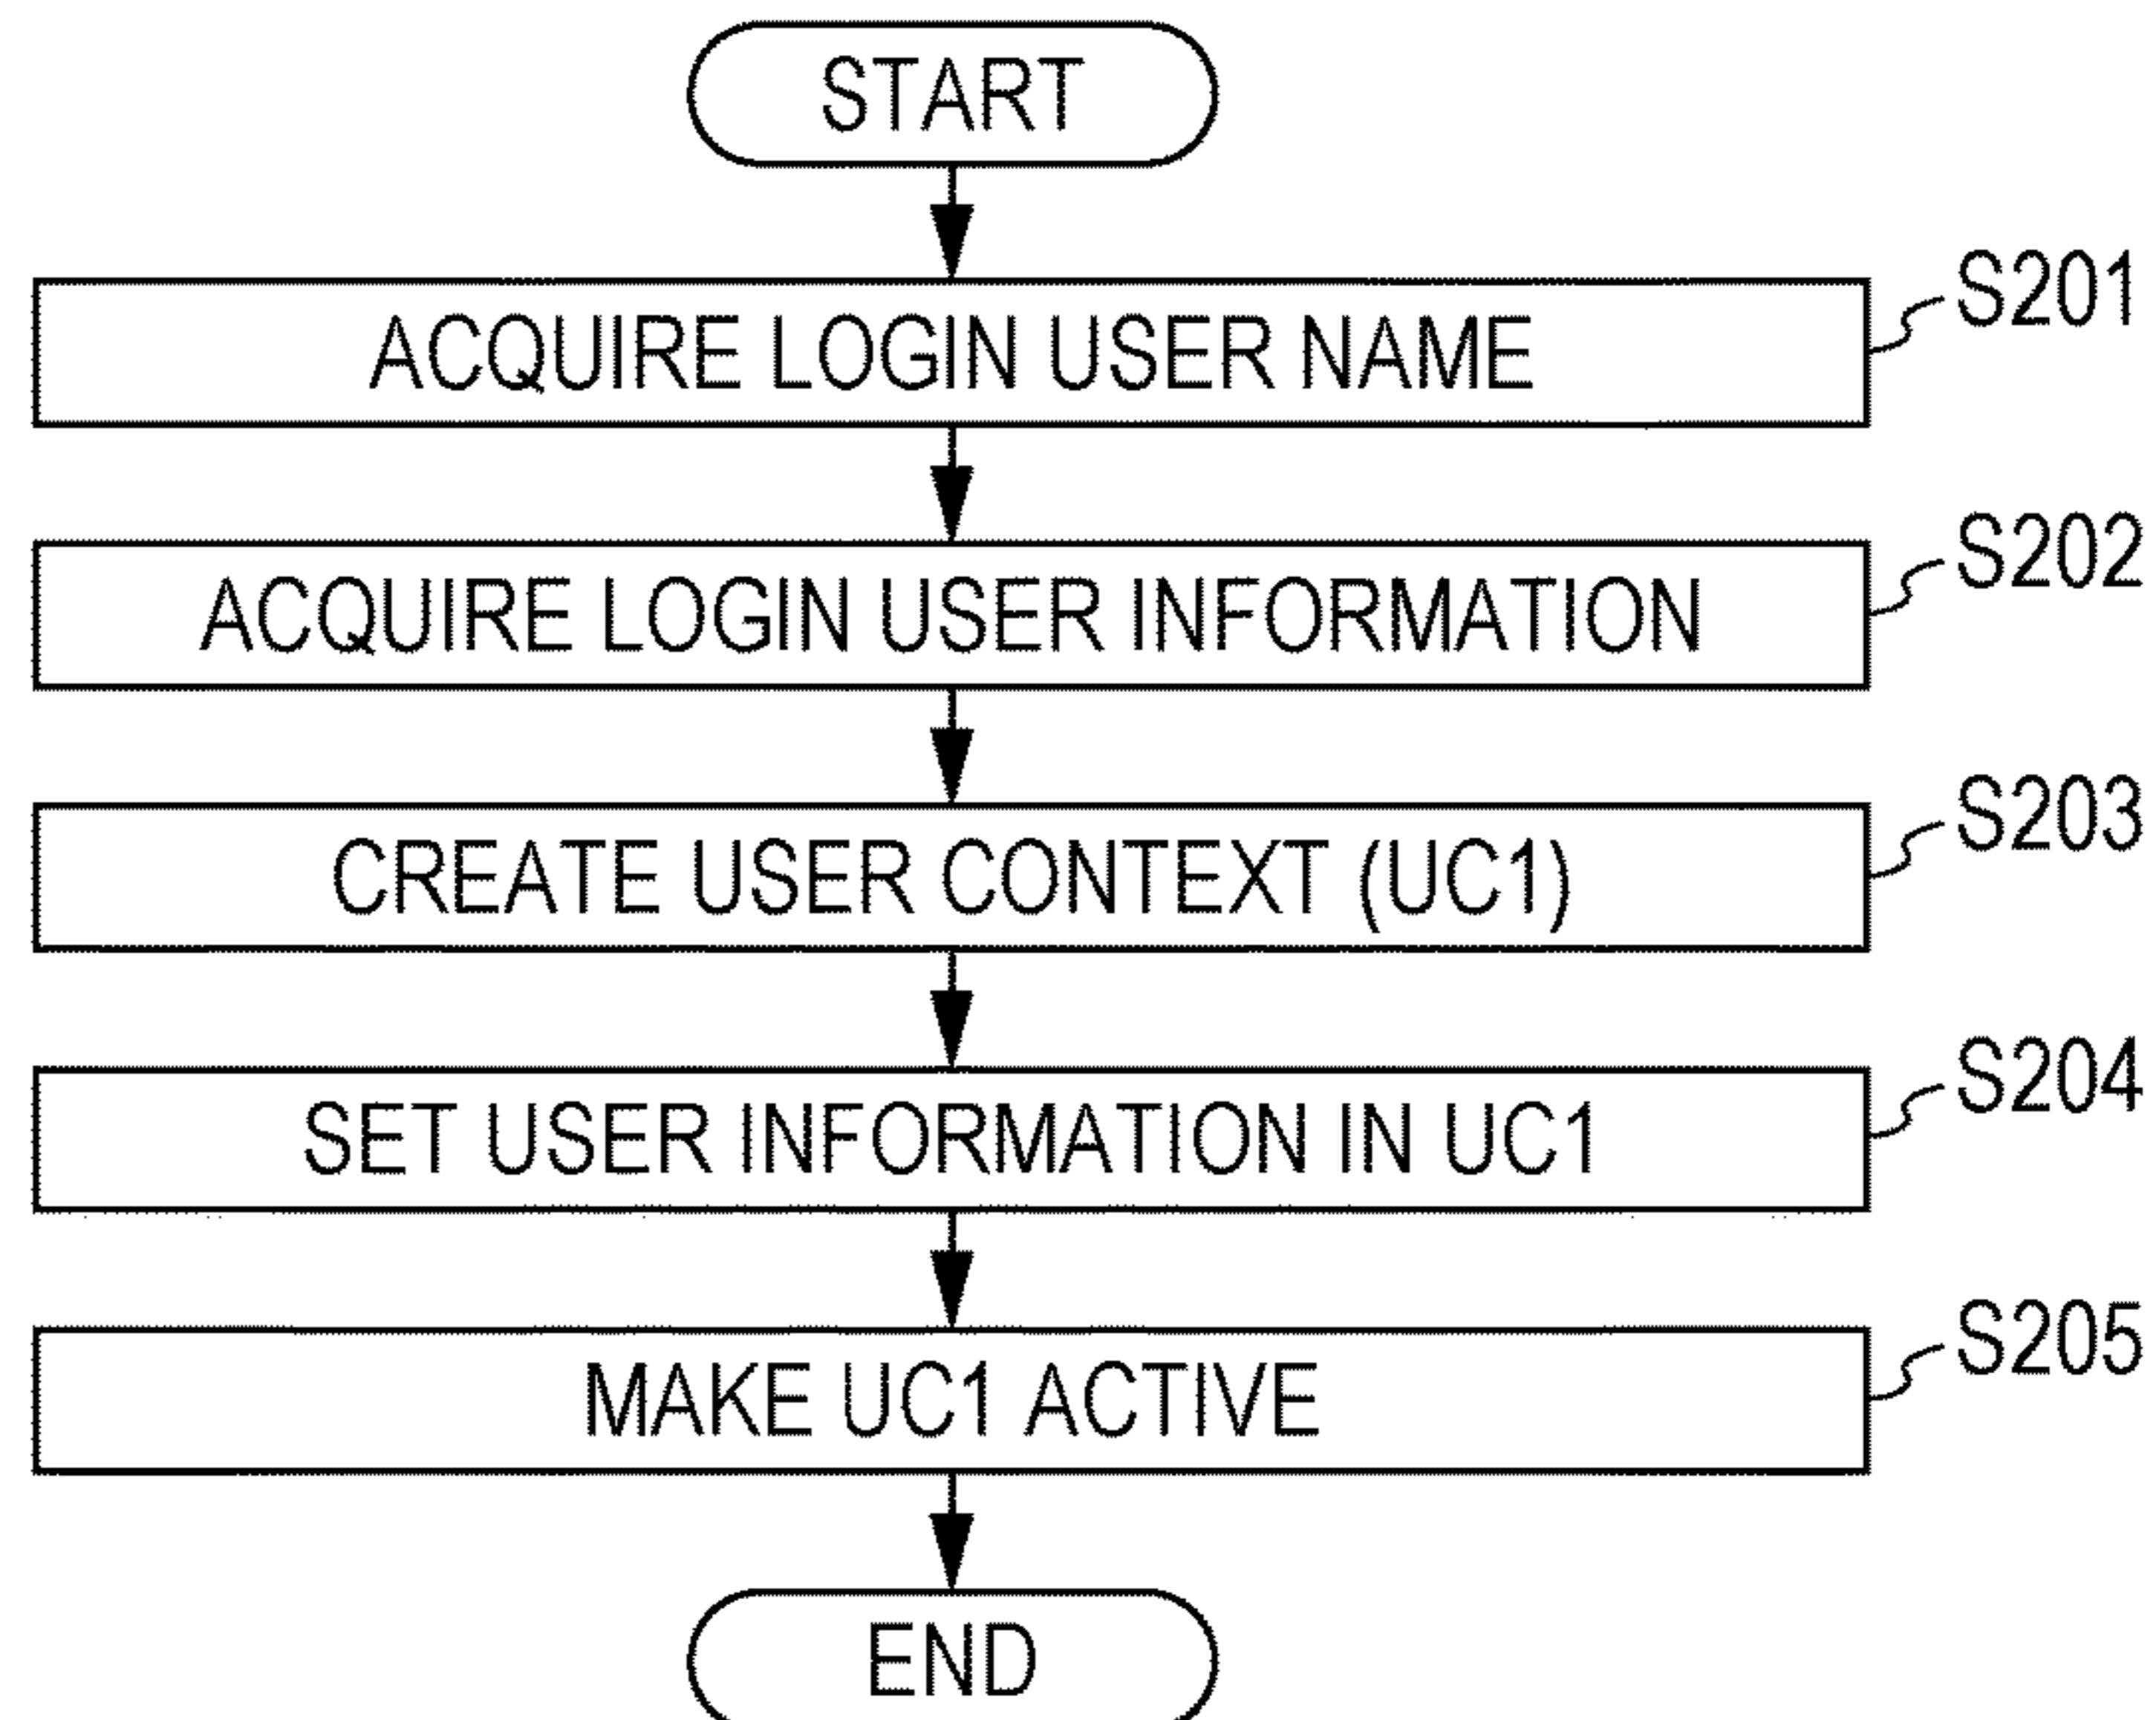 START
ACQUIRE LOGIN USER NAME
S201
ACQUIRE LOGIN USER INFORMATION
S202
CREATE USER CONTEXT (UC1)
S203
SET USER INFORMATION IN UC1
S204
MAKE UC1 ACTIVE
S205
END